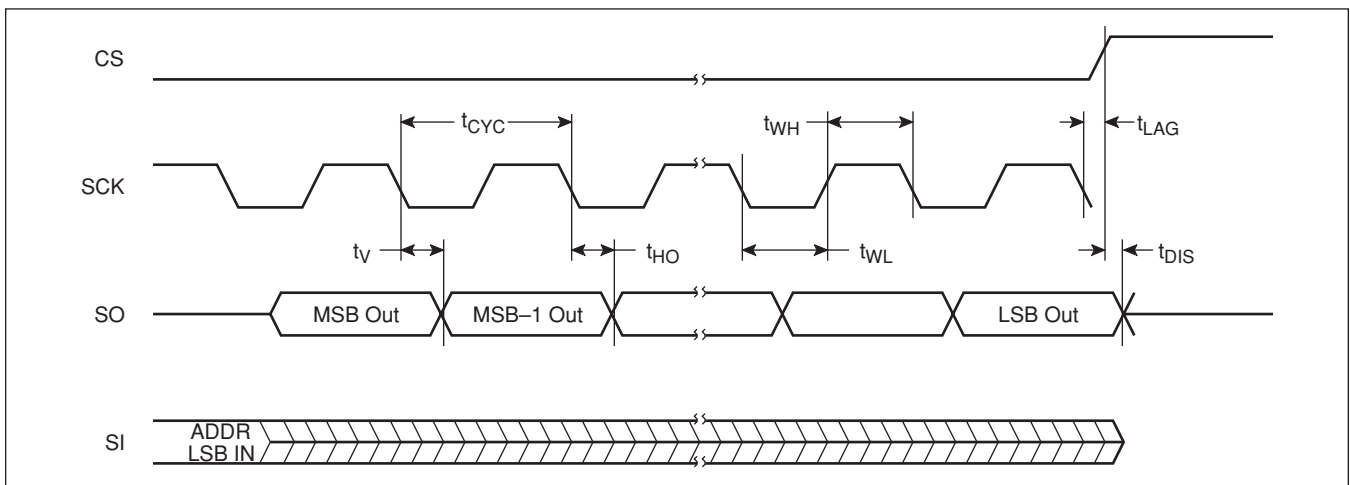 CS
tCYC
tWH
tLAG
SCK
tV
tHO
tWL
tDIS
SO
MSB Out
MSB–1 Out
LSB Out
SI
ADDR
LSB IN